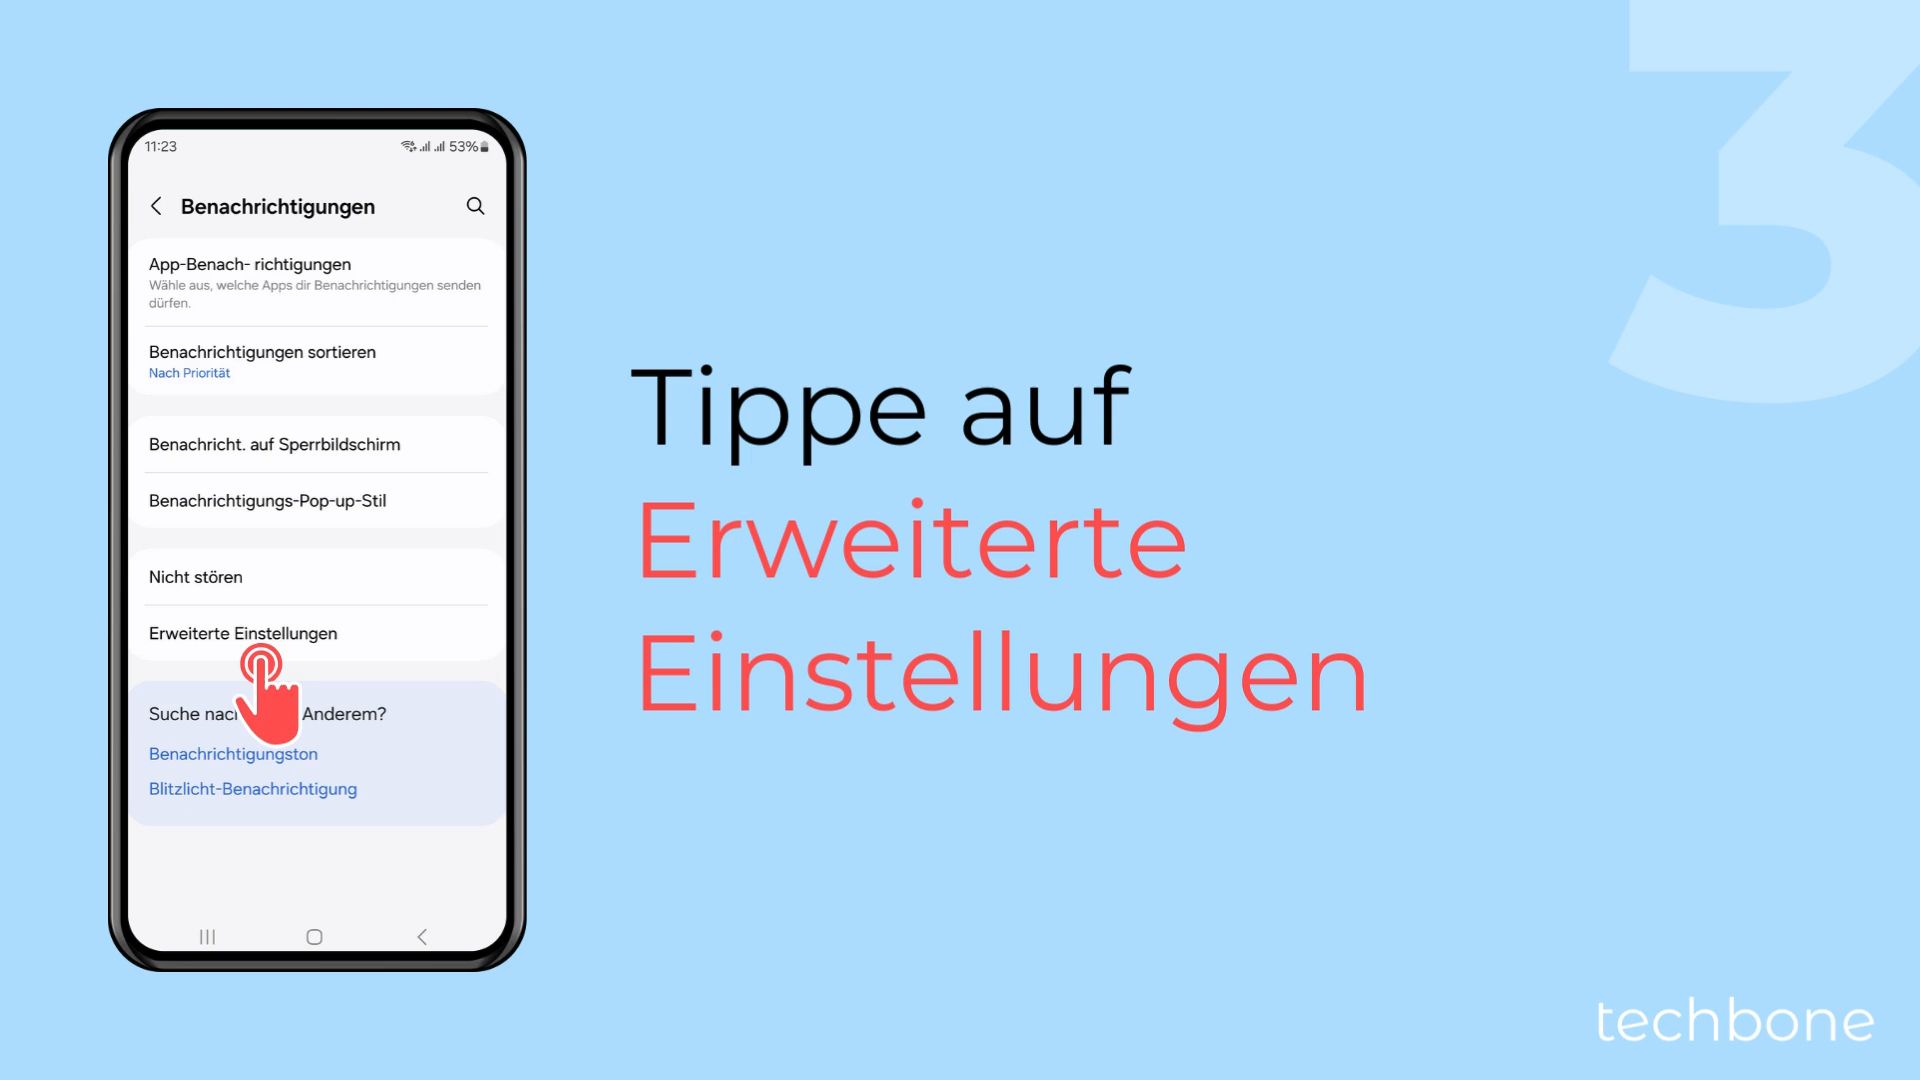 3
11:23
53%
Benachrichtigungen
App-Benach- richtigungen
Wähle aus, welche Apps dir Benachrichtigungen senden
dürfen.
Benachrichtigungen sortieren
Nach Priorität
Benachricht. auf Sperrbildschirm
Benachrichtigungs-Pop-up-Stil
Nicht stören
Erweiterte Einstellungen
Suche nac Anderem?
Benachrichtigungston
Blitzlicht-Benachrichtigung
Tippe auf
Erweiterte
Einstellungen
techbone